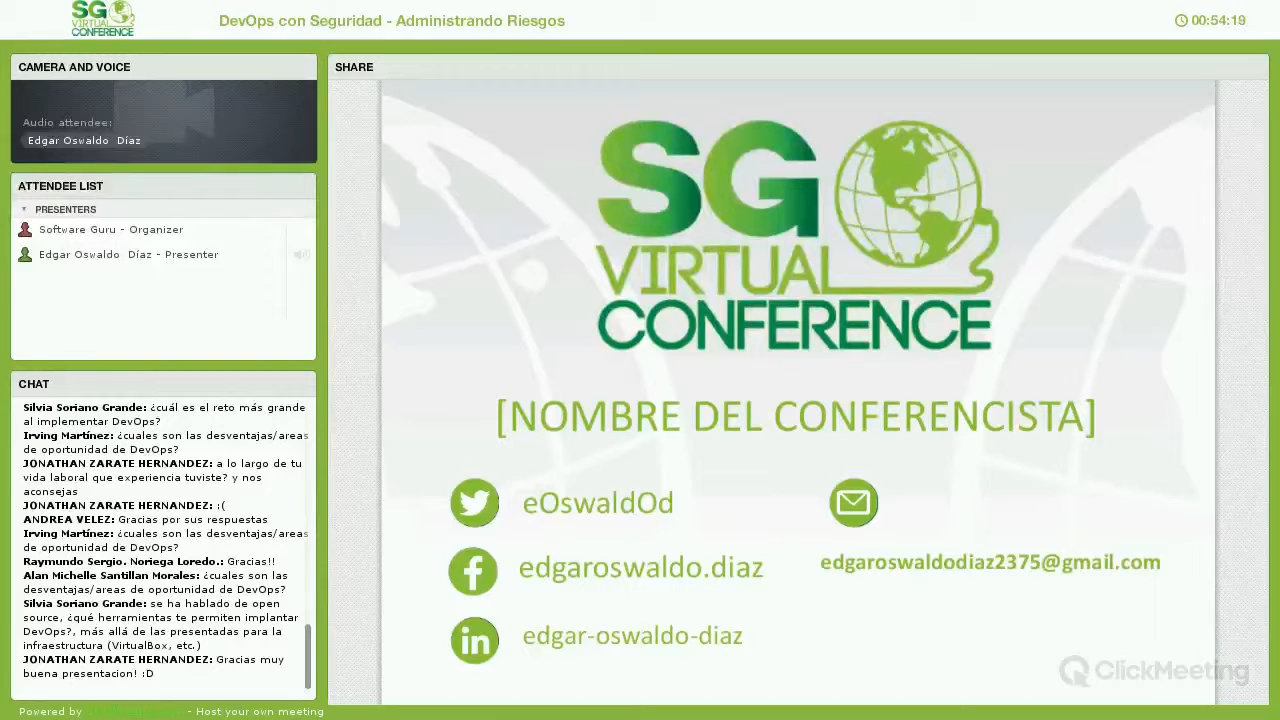 SG
VIRTUAL
CONFERENCE
DevOps con Seguridad - Administrando Riesgos
00:54:19
CAMERA AND VOICE
Audio attendee:
Edgar Oswaldo Díaz
ATTENDEE LIST
PRESENTERS
Software Guru - Organizer
Edgar Oswaldo Díaz - Presenter
CHAT
Silvia Soriano Grande: ¿cuál es el reto más grande
al implementar DevOps?
Irving Martínez: ¿cuales son las desventajas/areas
de oportunidad de DevOps?
JONATHAN ZARATE HERNANDEZ: a lo largo de tu
vida laboral que experiencia tuviste? y nos
aconsejas
JONATHAN ZARATE HERNANDEZ: :(
ANDREA VELEZ: Gracias por sus respuestas
Irving Martínez: ¿cuales son las desventajas/areas
de oportunidad de DevOps?
Raymundo Sergio. Noriega Loredo.: Gracias!!
Alan Michelle Santillan Morales: ¿cuales son las
desventajas/areas de oportunidad de DevOps?
Silvia Soriano Grande: se ha hablado de open
source, ¿qué herramientas te permiten implantar
DevOps?, más allá de las presentadas para la
infraestructura (VirtualBox, etc.)
JONATHAN ZARATE HERNANDEZ: Gracias muy
buena presentacion! :D
Powered by - Host your own meeting
SHARE
SG
VIRTUAL
CONFERENCE
[NOMBRE DEL CONFERENCISTA]
eOswaldOd
edgaroswaldo.diaz
edgar-oswaldo-diaz
edgaroswaldodiaz2375@gmail.com
ClickMeeting